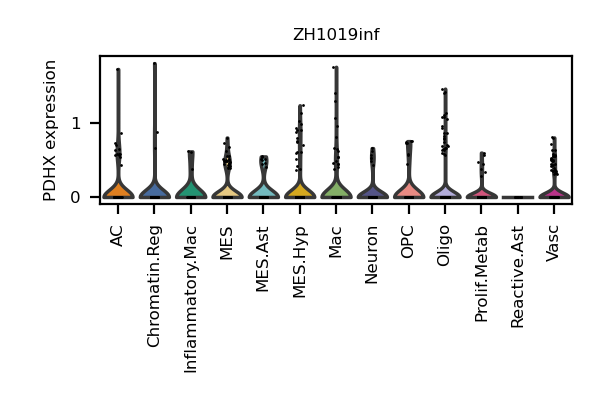 ZH1019inf
PDHX expression
1
0
AC
Chromatin.Reg
Inflammatory.Mac
MES
MES.Ast
MES.Hyp
Mac
Neuron
OPC
Oligo
Prolif.Metab
Reactive.Ast
Vasc